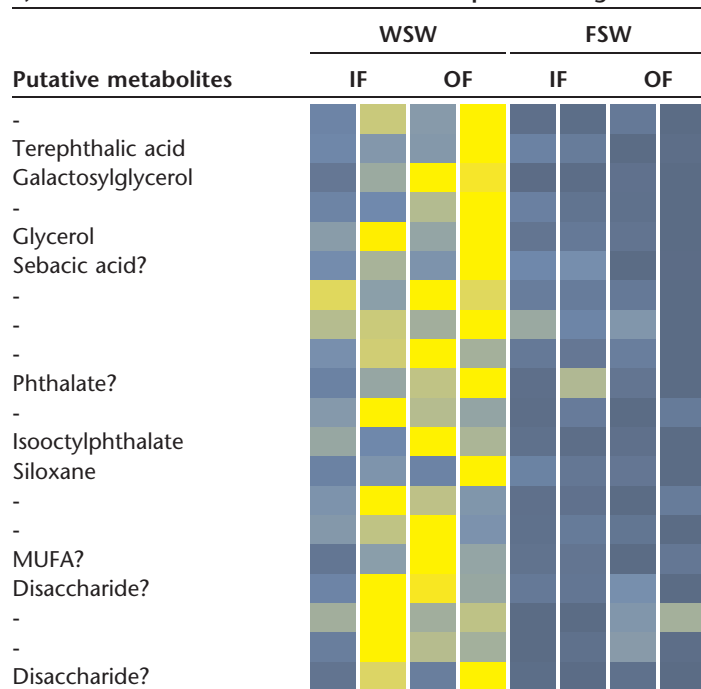 WSW FSW
Putative metabolites IF OF IF OF
-
Terephthalic acid
Galactosylglycerol
-
Glycerol
Sebacic acid?
-
-
-
Phthalate?
-
Isooctylphthalate
Siloxane
-
-
MUFA?
Disaccharide?
-
-
Disaccharide?